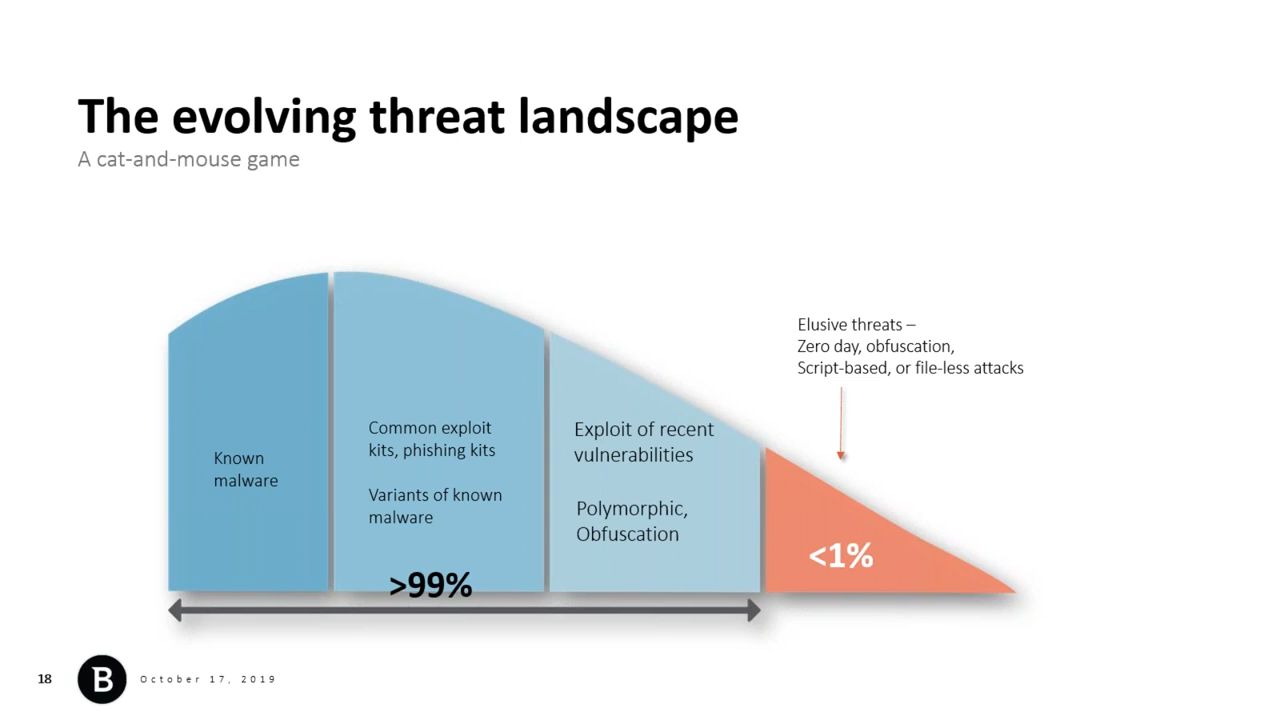 The evolving threat landscape
A cat-and-mouse game
Known
malware
Common exploit
kits, phishing kits
Variants of known
malware
>99%
Exploit of recent
vulnerabilities
Polymorphic,
Obfuscation
Elusive threats –
Zero day, obfuscation,
Script-based, or file-less attacks
<1%
18
B
October 17, 2019